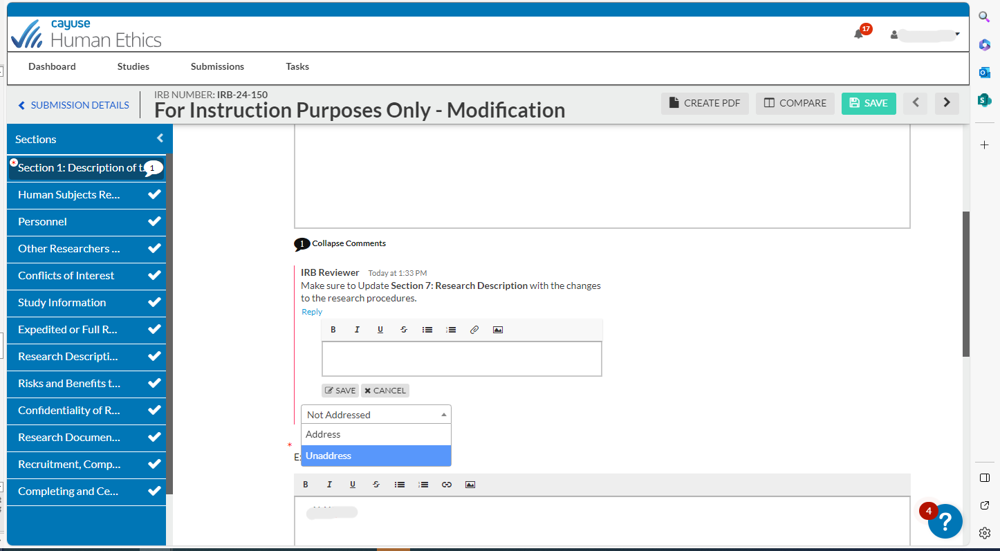 cayuse
Human Ethics
17
Dashboard
Studies
Submissions
Tasks
SUBMISSION DETAILS
IRB NUMBER: IRB-24-150
For Instruction Purposes Only - Modification
CREATE PDF
COMPARE
SAVE
Sections
Section 1: Description of t
1
Human Subjects Re...
Personnel
Other Researchers ...
Conflicts of Interest
Study Information
Expedited or Full R...
Research Descripti...
Risks and Benefits t...
Confidentiality of R...
Research Documen...
Recruitment, Comp...
Completing and Ce...
1 Collapse Comments
IRB Reviewer Today at 1:33 PM
Make sure to Update Section 7: Research Description with the changes
to the research procedures.
Reply
B I U S
SAVE
CANCEL
Not Addressed
Address
* E
Unaddress
B I U S
4
?